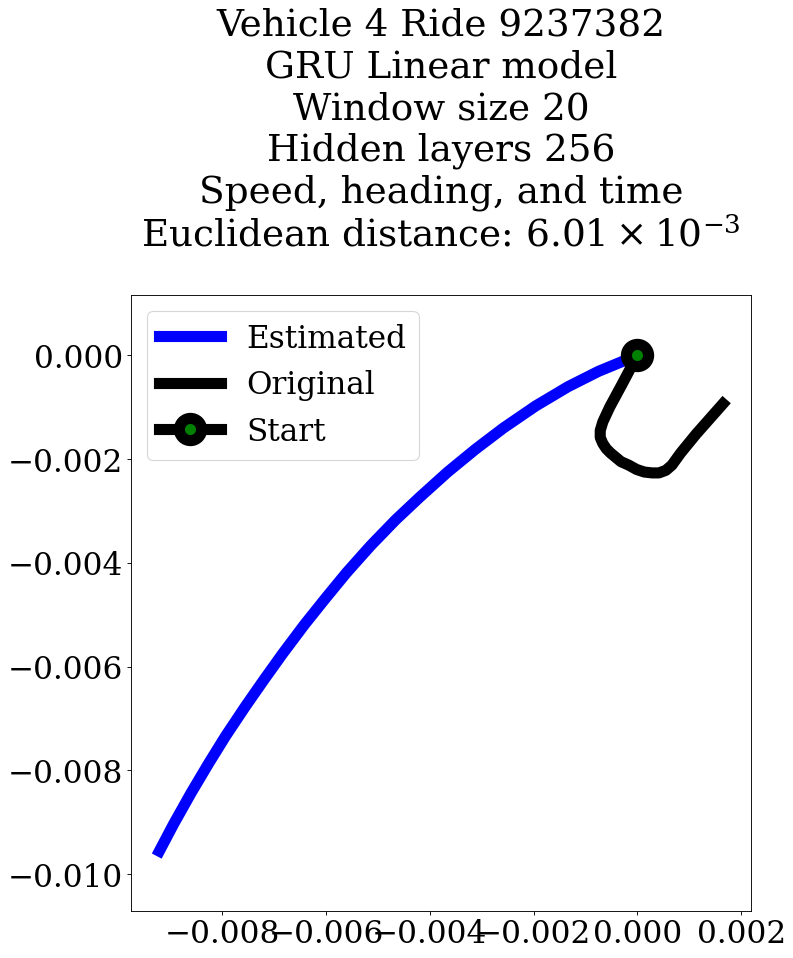 Vehicle 4 Ride 9237382
GRU Linear model
Window size 20
Hidden layers 256
Speed, heading, and time
Euclidean distance: 6.01 × 10⁻³
Estimated
Original
Start
0.000
−0.002
−0.004
−0.006
−0.008
−0.010
−0.008 −0.006 −0.004 −0.002 0.000 0.002